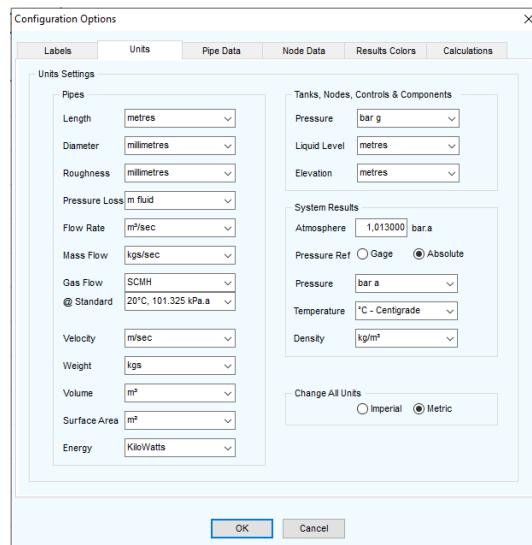 Configuration Options
Labels Units Pipe Data Node Data Results Colors Calculations
Units Settings
Pipes
Length metres
Diameter millimetres
Roughness millimetres
Pressure Loss m fluid
Flow Rate m³/sec
Mass Flow kgs/sec
Gas Flow SCMH
@ Standard 20°C, 101.325 kPa.a
Velocity m/sec
Weight kgs
Volume m³
Surface Area m²
Energy KiloWatts
Tanks, Nodes, Controls & Components
Pressure bar g
Liquid Level metres
Elevation metres
System Results
Atmosphere 1,013000 bar.a
Pressure Ref Gage Absolute
Pressure bar a
Temperature °C - Centigrade
Density kg/m³
Change All Units
Imperial Metric
OK Cancel